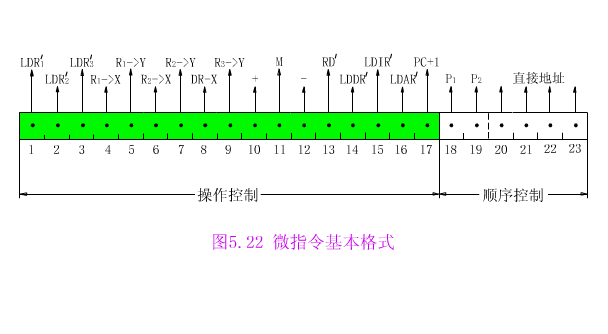 LDR1′ LDR3′ R1->Y R2->Y R3->Y M RD′ LDIR′ PC+1
LDR2′ R1->X R2->X DR-X + - LDDR′ LDAR′ P1 P2 直接地址
1 2 3 4 5 6 7 8 9 10 11 12 13 14 15 16 17 18 19 20 21 22 23
操作控制 顺序控制
图5.22 微指令基本格式